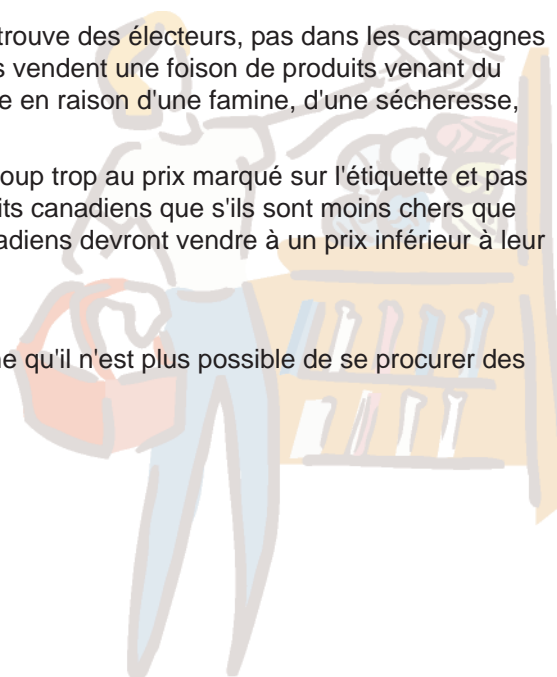 trouve des électeurs, pas dans les campagnes
s vendent une foison de produits venant du
e en raison d'une famine, d'une sécheresse,
oup trop au prix marqué sur l'étiquette et pas
its canadiens que s'ils sont moins chers que
adiens devront vendre à un prix inférieur à leur
ne qu'il n'est plus possible de se procurer des